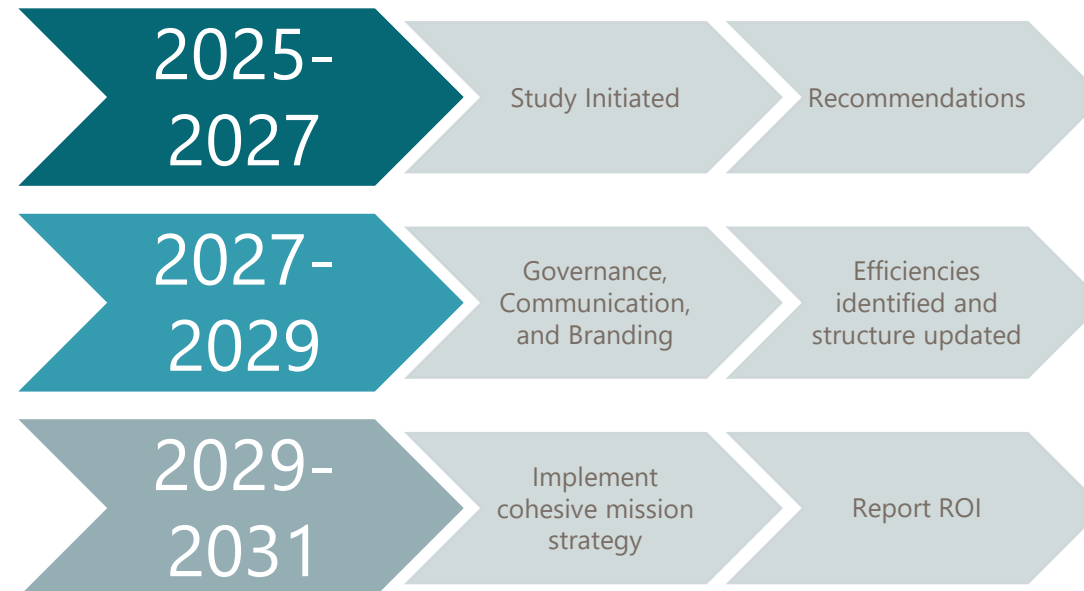 2025-
2027
Study Initiated
Recommendations
2027-
2029
Governance,
Communication,
and Branding
Efficiencies
identified and
structure updated
2029-
2031
Implement
cohesive mission
strategy
Report ROI